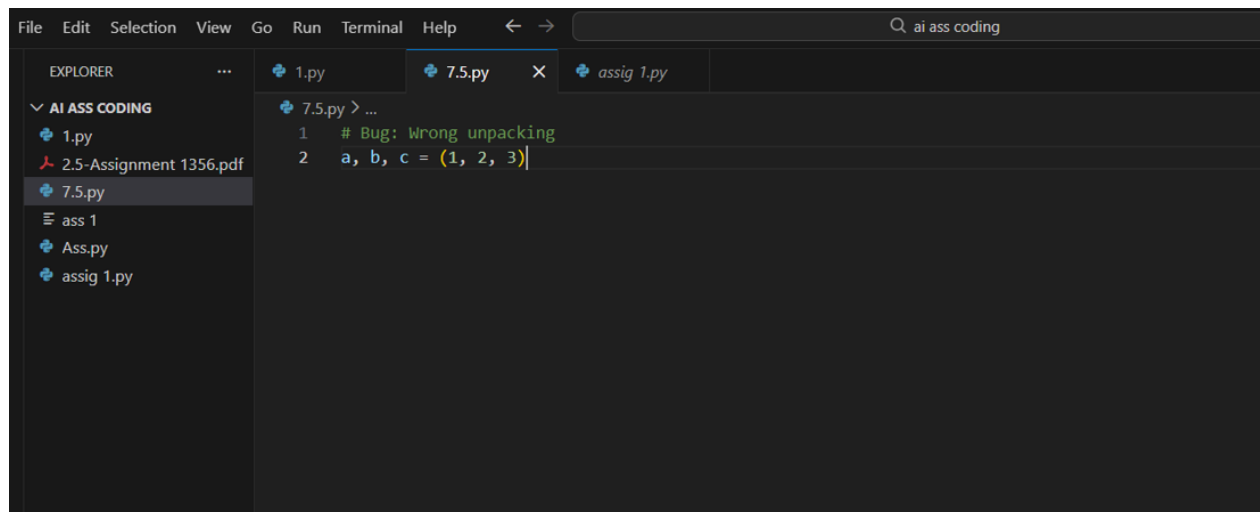 File Edit Selection View Go Run Terminal Help ← → ai ass coding
EXPLORER ...
AI ASS CODING
1.py
2.5-Assignment 1356.pdf
7.5.py
ass 1
Ass.py
assig 1.py
1.py 7.5.py × assig 1.py
7.5.py > ...
1 # Bug: Wrong unpacking
2 a, b, c = (1, 2, 3)